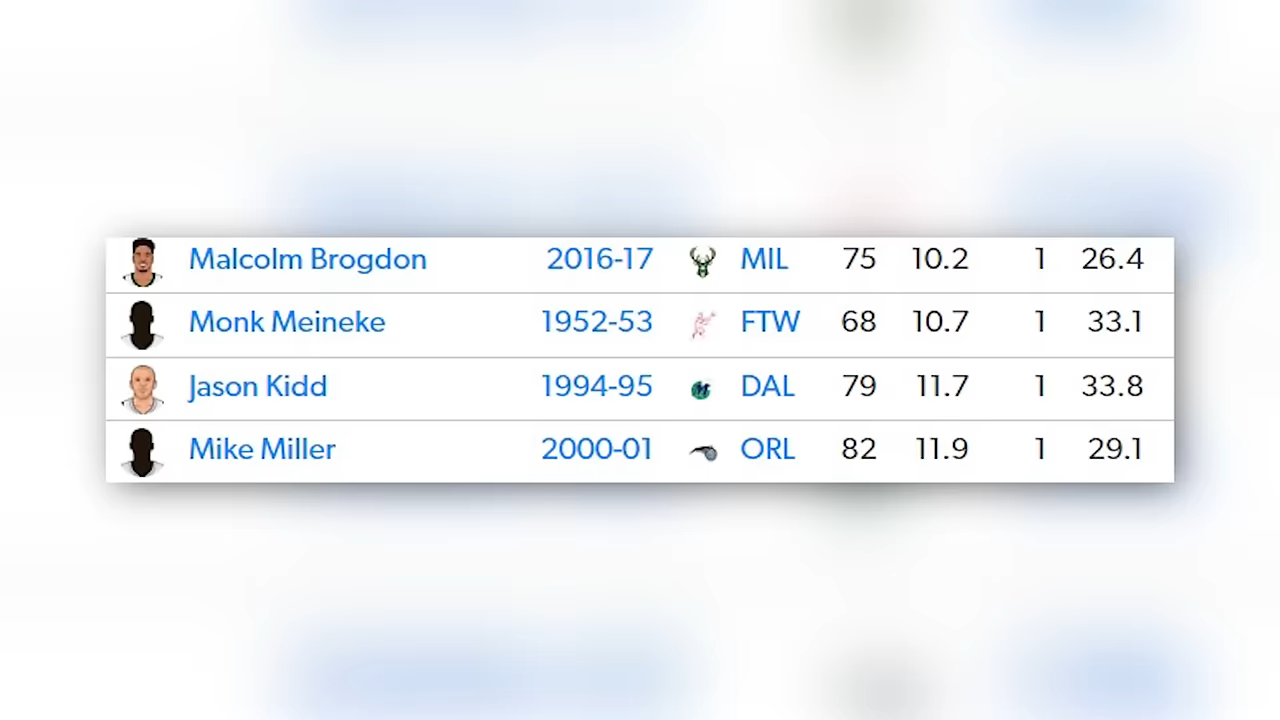 Malcolm Brogdon 2016-17 MIL 75 10.2 1 26.4
Monk Meineke 1952-53 FTW 68 10.7 1 33.1
Jason Kidd 1994-95 DAL 79 11.7 1 33.8
Mike Miller 2000-01 ORL 82 11.9 1 29.1